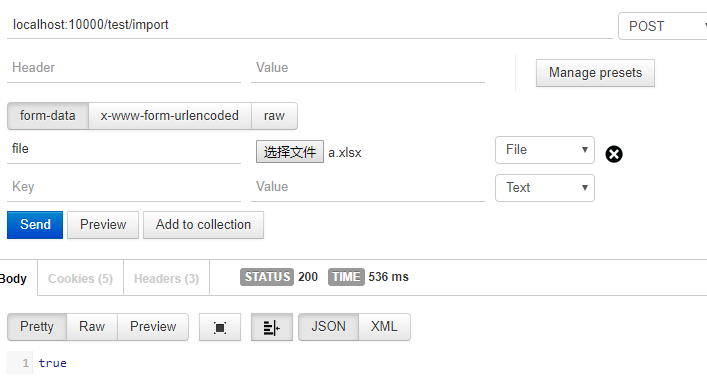 localhost:10000/test/import POST
Header Value Manage presets
form-data x-www-form-urlencoded raw
file 选择文件 a.xlsx File
Key Value Text
Send Preview Add to collection
Body Cookies (5) Headers (3) STATUS 200 TIME 536 ms
Pretty Raw Preview JSON XML
1 true